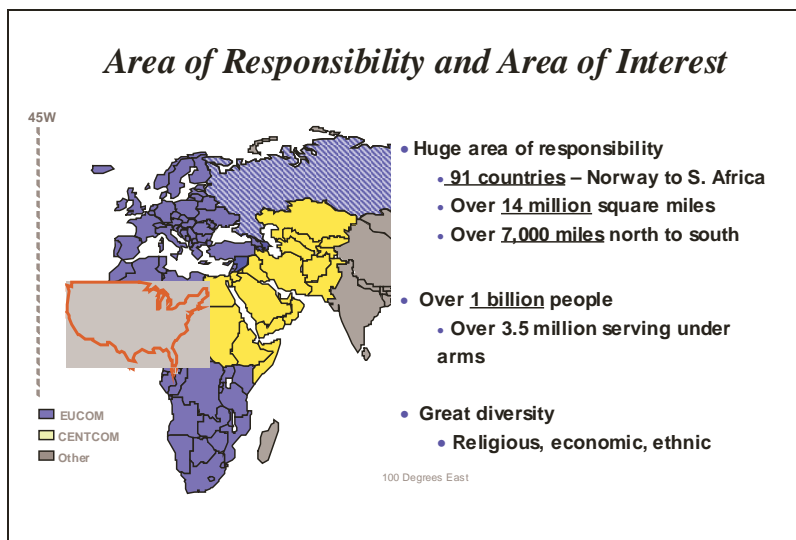 Area of Responsibility and Area of Interest
45W
• Huge area of responsibility
• 91 countries – Norway to S. Africa
• Over 14 million square miles
• Over 7,000 miles north to south
• Over 1 billion people
• Over 3.5 million serving under
arms
• Great diversity
• Religious, economic, ethnic
EUCOM
CENTCOM
Other
100 Degrees East